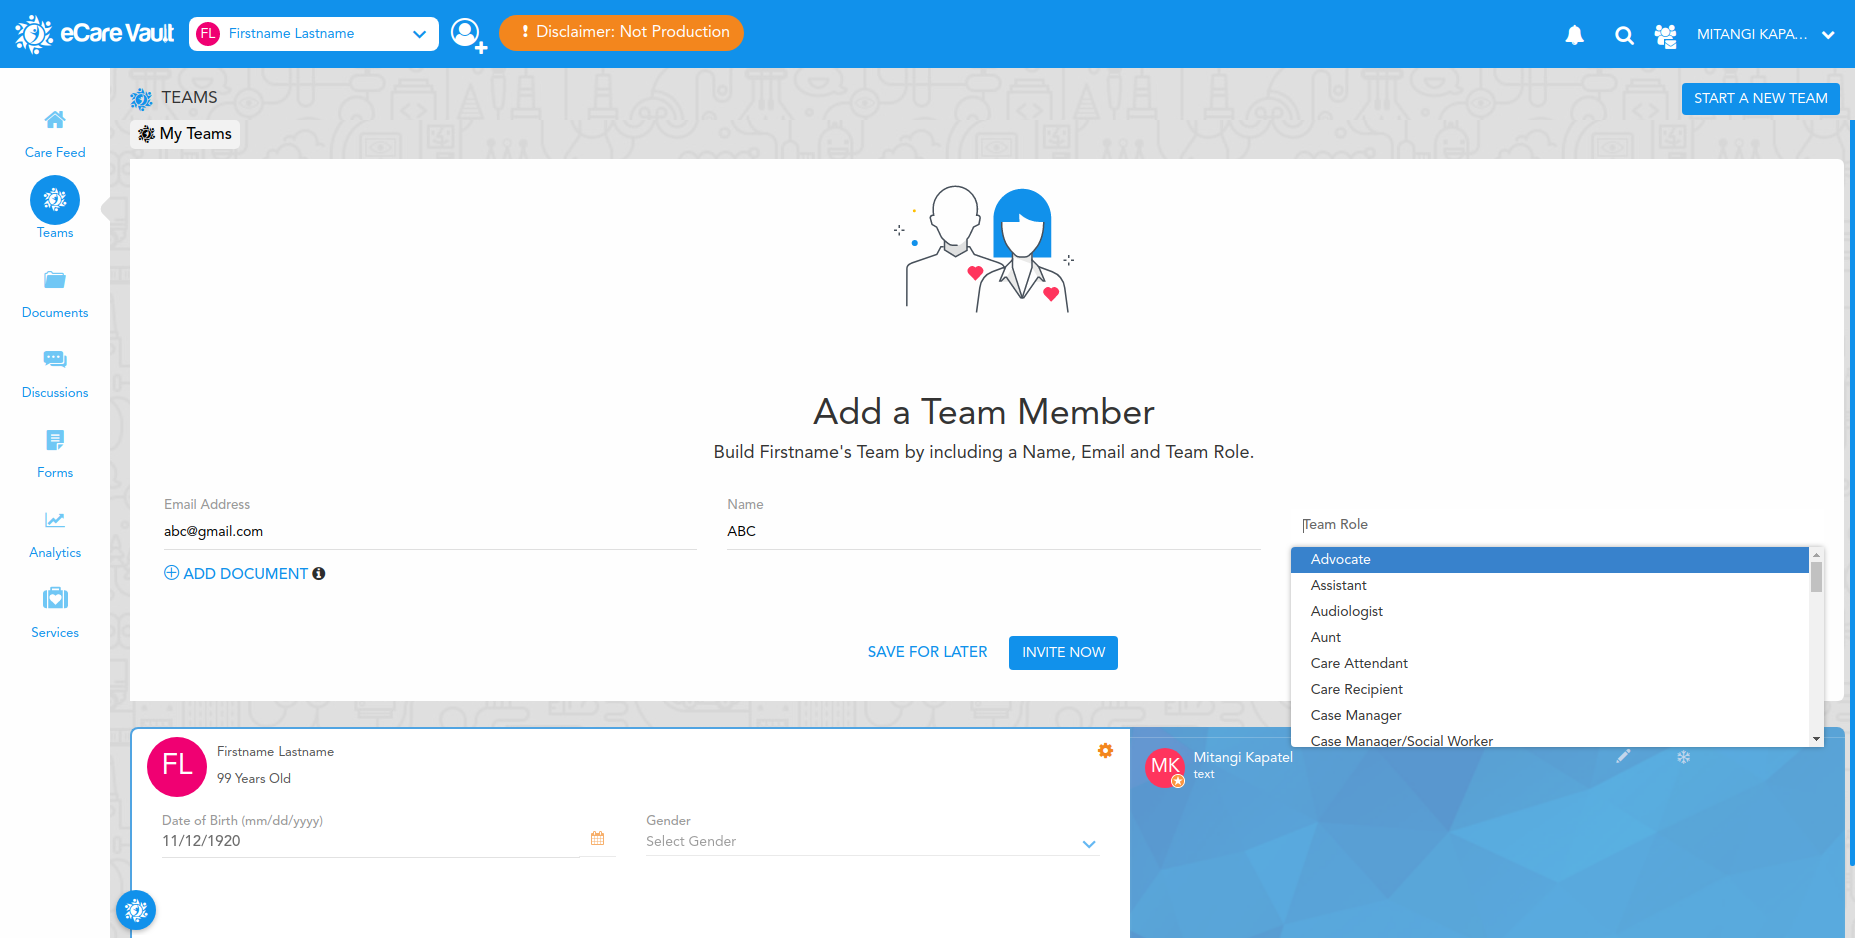 eCare Vault
FL Firstname Lastname
! Disclaimer: Not Production
MITANGI KAPA...
TEAMS
START A NEW TEAM
My Teams
Care Feed
Teams
Documents
Discussions
Forms
Analytics
Services
Add a Team Member
Build Firstname's Team by including a Name, Email and Team Role.
Email Address
abc@gmail.com
Name
ABC
Team Role
ADD DOCUMENT
Advocate
Assistant
Audiologist
Aunt
Care Attendant
Care Recipient
Case Manager
Case Manager/Social Worker
SAVE FOR LATER
INVITE NOW
FL
Firstname Lastname
99 Years Old
Date of Birth (mm/dd/yyyy)
11/12/1920
Gender
Select Gender
MK
Mitangi Kapatel
text